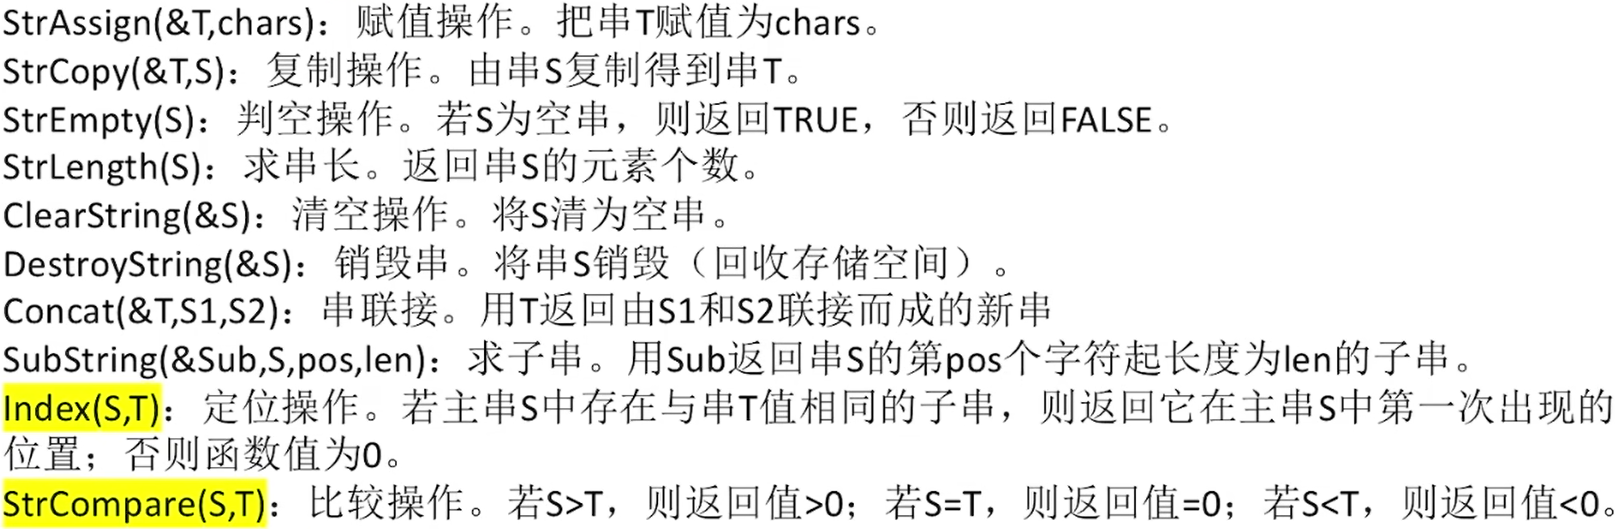 StrAssign(&T,chars)：赋值操作。把串T赋值为chars。
StrCopy(&T,S)：复制操作。由串S复制得到串T。
StrEmpty(S)：判空操作。若S为空串，则返回TRUE，否则返回FALSE。
StrLength(S)：求串长。返回串S的元素个数。
ClearString(&S)：清空操作。将S清为空串。
DestroyString(&S)：销毁串。将串S销毁（回收存储空间）。
Concat(&T,S1,S2)：串联接。用T返回由S1和S2联接而成的新串
SubString(&Sub,S,pos,len)：求子串。用Sub返回串S的第pos个字符起长度为len的子串。
Index(S,T)：定位操作。若主串S中存在与串T值相同的子串，则返回它在主串S中第一次出现的
位置；否则函数值为0。
StrCompare(S,T)：比较操作。若S>T，则返回值>0；若S=T，则返回值=0；若S<T，则返回值<0。